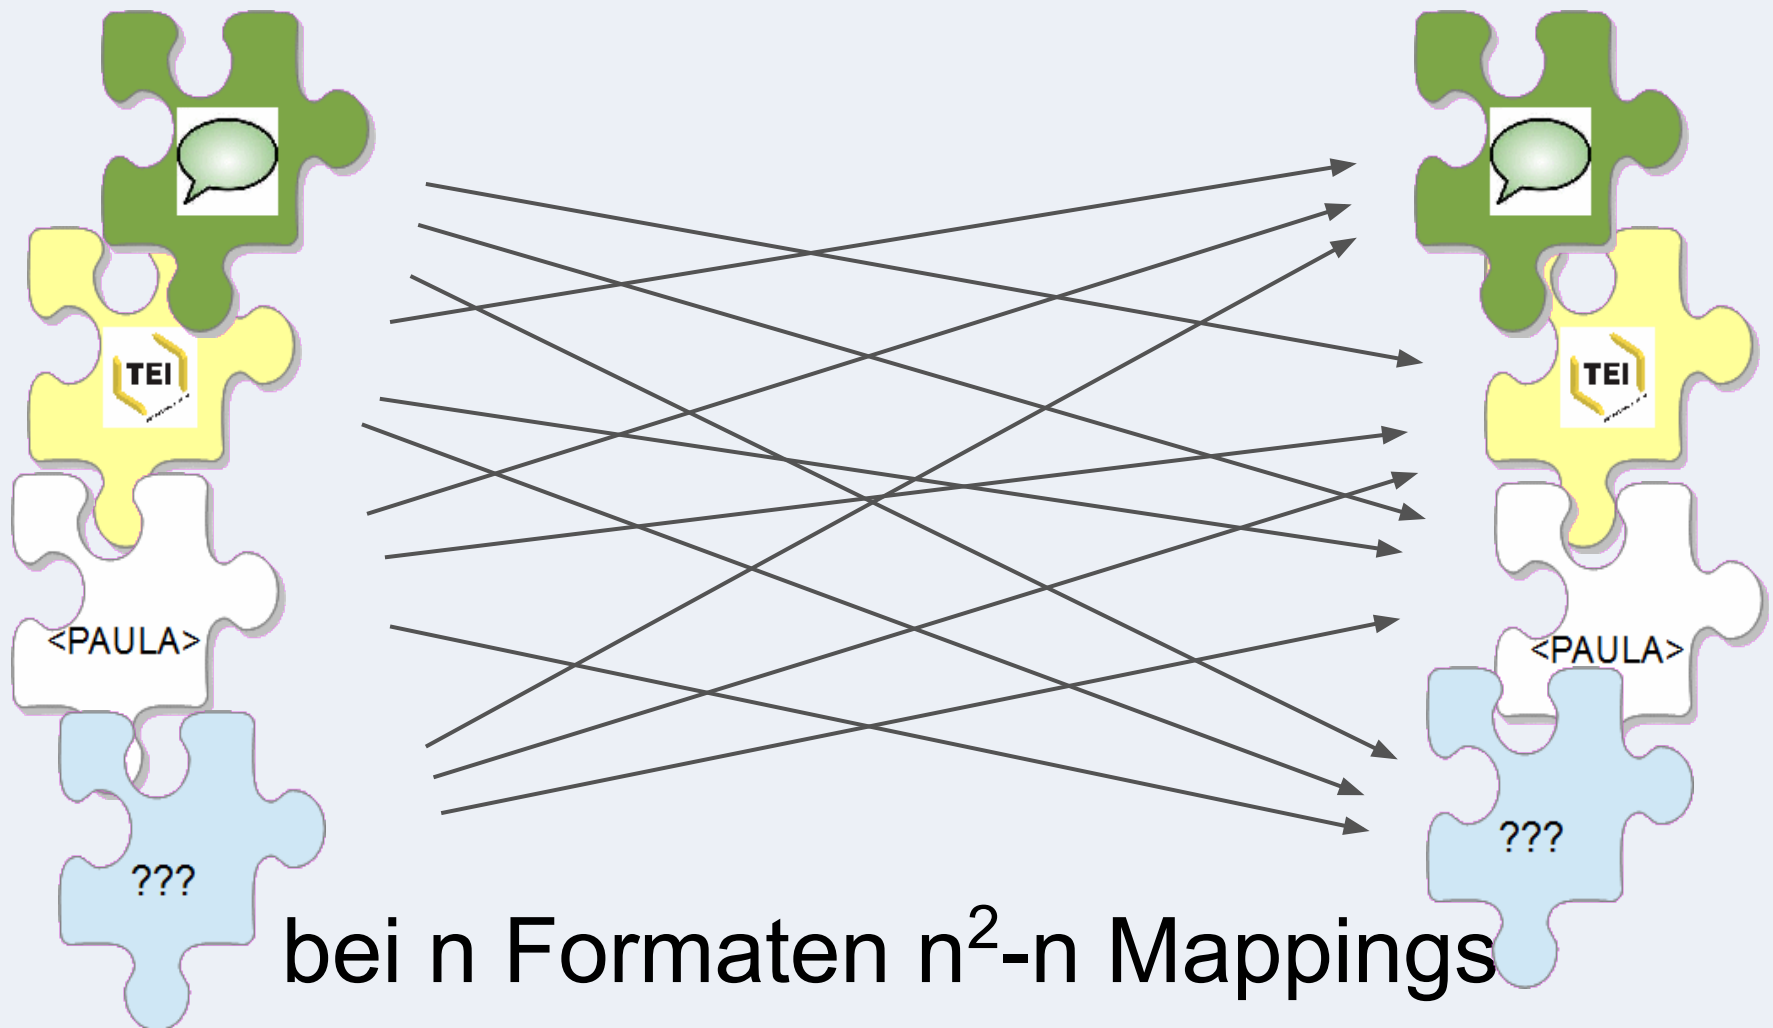 TEI
TEI
<PAULA>
<PAULA>
???
???
bei n Formaten n²-n Mappings